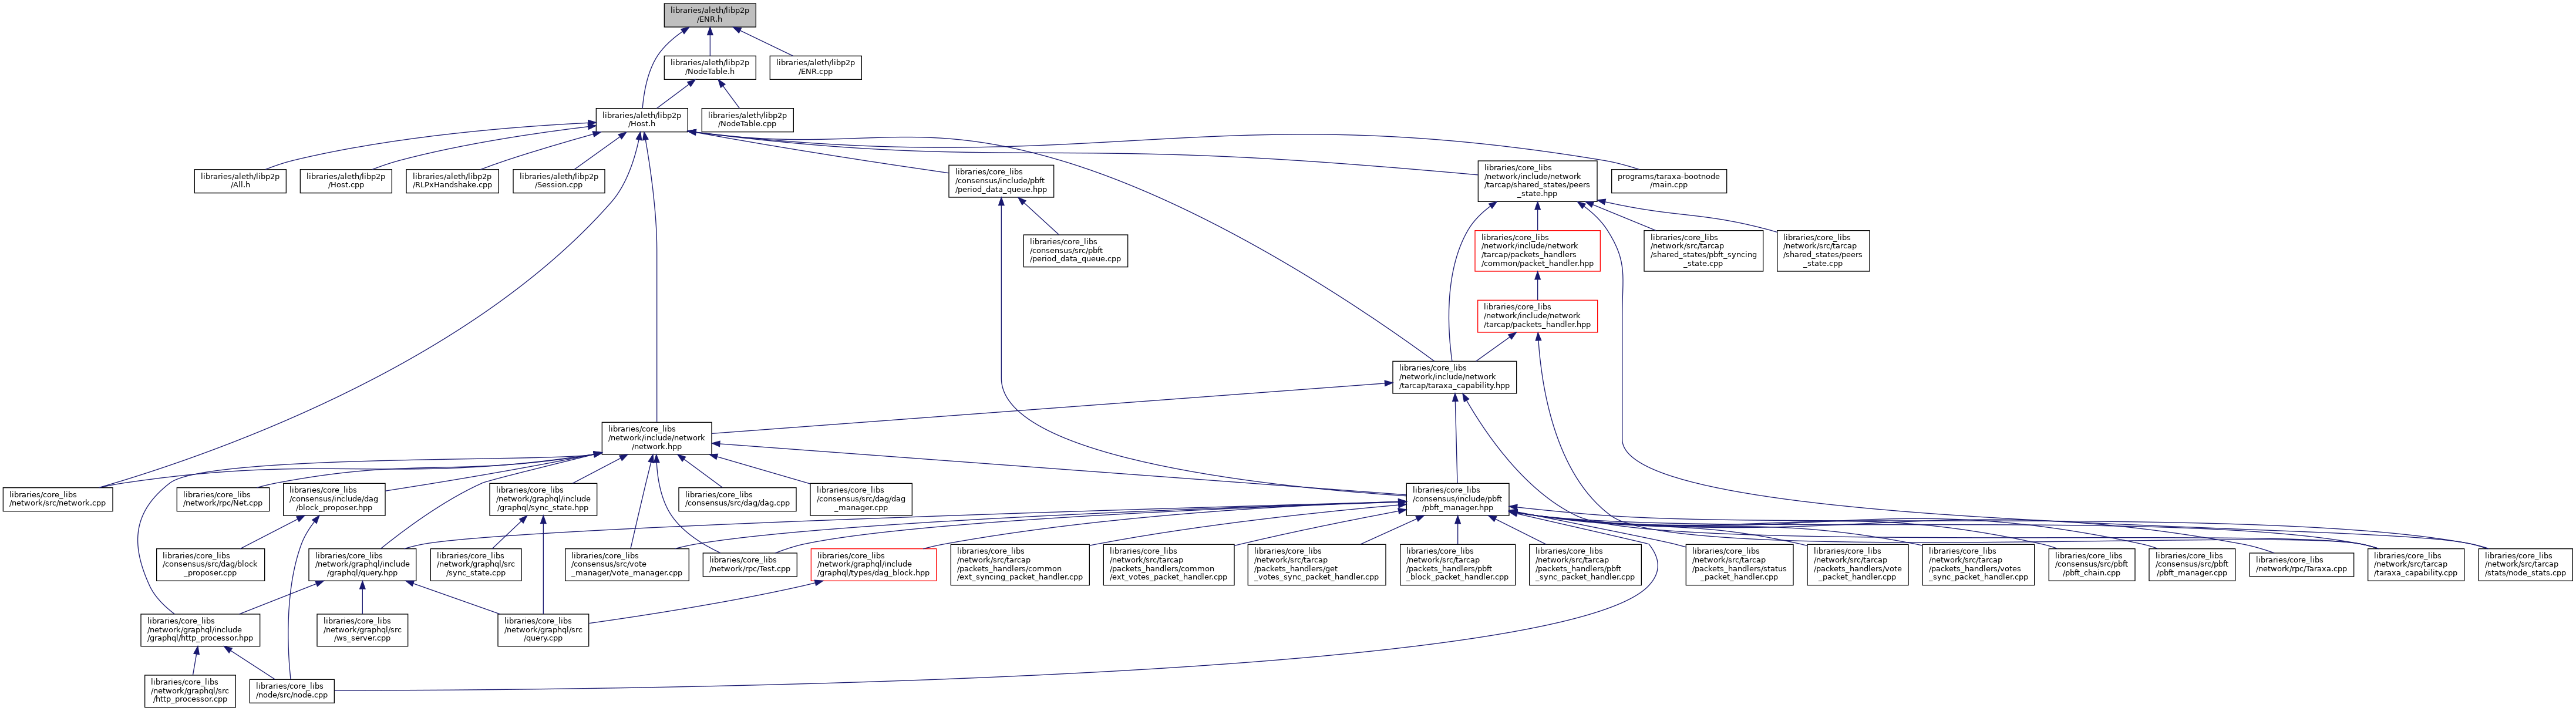 libraries/aleth/libp2p
/ENR.h
libraries/aleth/libp2p
/NodeTable.h
libraries/aleth/libp2p
/ENR.cpp
libraries/aleth/libp2p
/Host.h
libraries/aleth/libp2p
/NodeTable.cpp
libraries/aleth/libp2p
/All.h
libraries/aleth/libp2p
/Host.cpp
libraries/aleth/libp2p
/RLPxHandshake.cpp
libraries/aleth/libp2p
/Session.cpp
libraries/core_libs
/consensus/include/pbft
/period_data_queue.hpp
libraries/core_libs
/network/include/network
/tarcap/shared_states/peers
_state.hpp
programs/taraxa-bootnode
/main.cpp
libraries/core_libs
/consensus/src/pbft
/period_data_queue.cpp
libraries/core_libs
/network/include/network
/tarcap/packets_handlers
/common/packet_handler.hpp
libraries/core_libs
/network/src/tarcap
/shared_states/pbft_syncing
_state.cpp
libraries/core_libs
/network/src/tarcap
/shared_states/peers
_state.cpp
libraries/core_libs
/network/include/network
/tarcap/packets_handler.hpp
libraries/core_libs
/network/include/network
/tarcap/taraxa_capability.hpp
libraries/core_libs
/network/include/network
/network.hpp
libraries/core_libs
/network/src/network.cpp
libraries/core_libs
/network/rpc/Net.cpp
libraries/core_libs
/consensus/include/dag
/block_proposer.hpp
libraries/core_libs
/network/graphql/include
/graphql/sync_state.hpp
libraries/core_libs
/consensus/src/dag/dag.cpp
libraries/core_libs
/consensus/src/dag/dag
_manager.cpp
libraries/core_libs
/consensus/include/pbft
/pbft_manager.hpp
libraries/core_libs
/consensus/src/dag/block
_proposer.cpp
libraries/core_libs
/network/graphql/include
/graphql/query.hpp
libraries/core_libs
/network/graphql/src
/sync_state.cpp
libraries/core_libs
/consensus/src/vote
_manager/vote_manager.cpp
libraries/core_libs
/network/rpc/Test.cpp
libraries/core_libs
/network/graphql/include
/graphql/types/dag_block.hpp
libraries/core_libs
/network/src/tarcap
/packets_handlers/common
/ext_syncing_packet_handler.cpp
libraries/core_libs
/network/src/tarcap
/packets_handlers/common
/ext_votes_packet_handler.cpp
libraries/core_libs
/network/src/tarcap
/packets_handlers/get
_votes_sync_packet_handler.cpp
libraries/core_libs
/network/src/tarcap
/packets_handlers/pbft
_block_packet_handler.cpp
libraries/core_libs
/network/src/tarcap
/packets_handlers/pbft
_sync_packet_handler.cpp
libraries/core_libs
/network/src/tarcap
/packets_handlers/status
_packet_handler.cpp
libraries/core_libs
/network/src/tarcap
/packets_handlers/vote
_packet_handler.cpp
libraries/core_libs
/network/src/tarcap
/packets_handlers/votes
_sync_packet_handler.cpp
libraries/core_libs
/consensus/src/pbft
/pbft_chain.cpp
libraries/core_libs
/consensus/src/pbft
/pbft_manager.cpp
libraries/core_libs
/network/rpc/Taraxa.cpp
libraries/core_libs
/network/src/tarcap
/taraxa_capability.cpp
libraries/core_libs
/network/src/tarcap
/stats/node_stats.cpp
libraries/core_libs
/network/graphql/include
/graphql/http_processor.hpp
libraries/core_libs
/network/graphql/src
/ws_server.cpp
libraries/core_libs
/network/graphql/src
/query.cpp
libraries/core_libs
/network/graphql/src
/http_processor.cpp
libraries/core_libs
/node/src/node.cpp